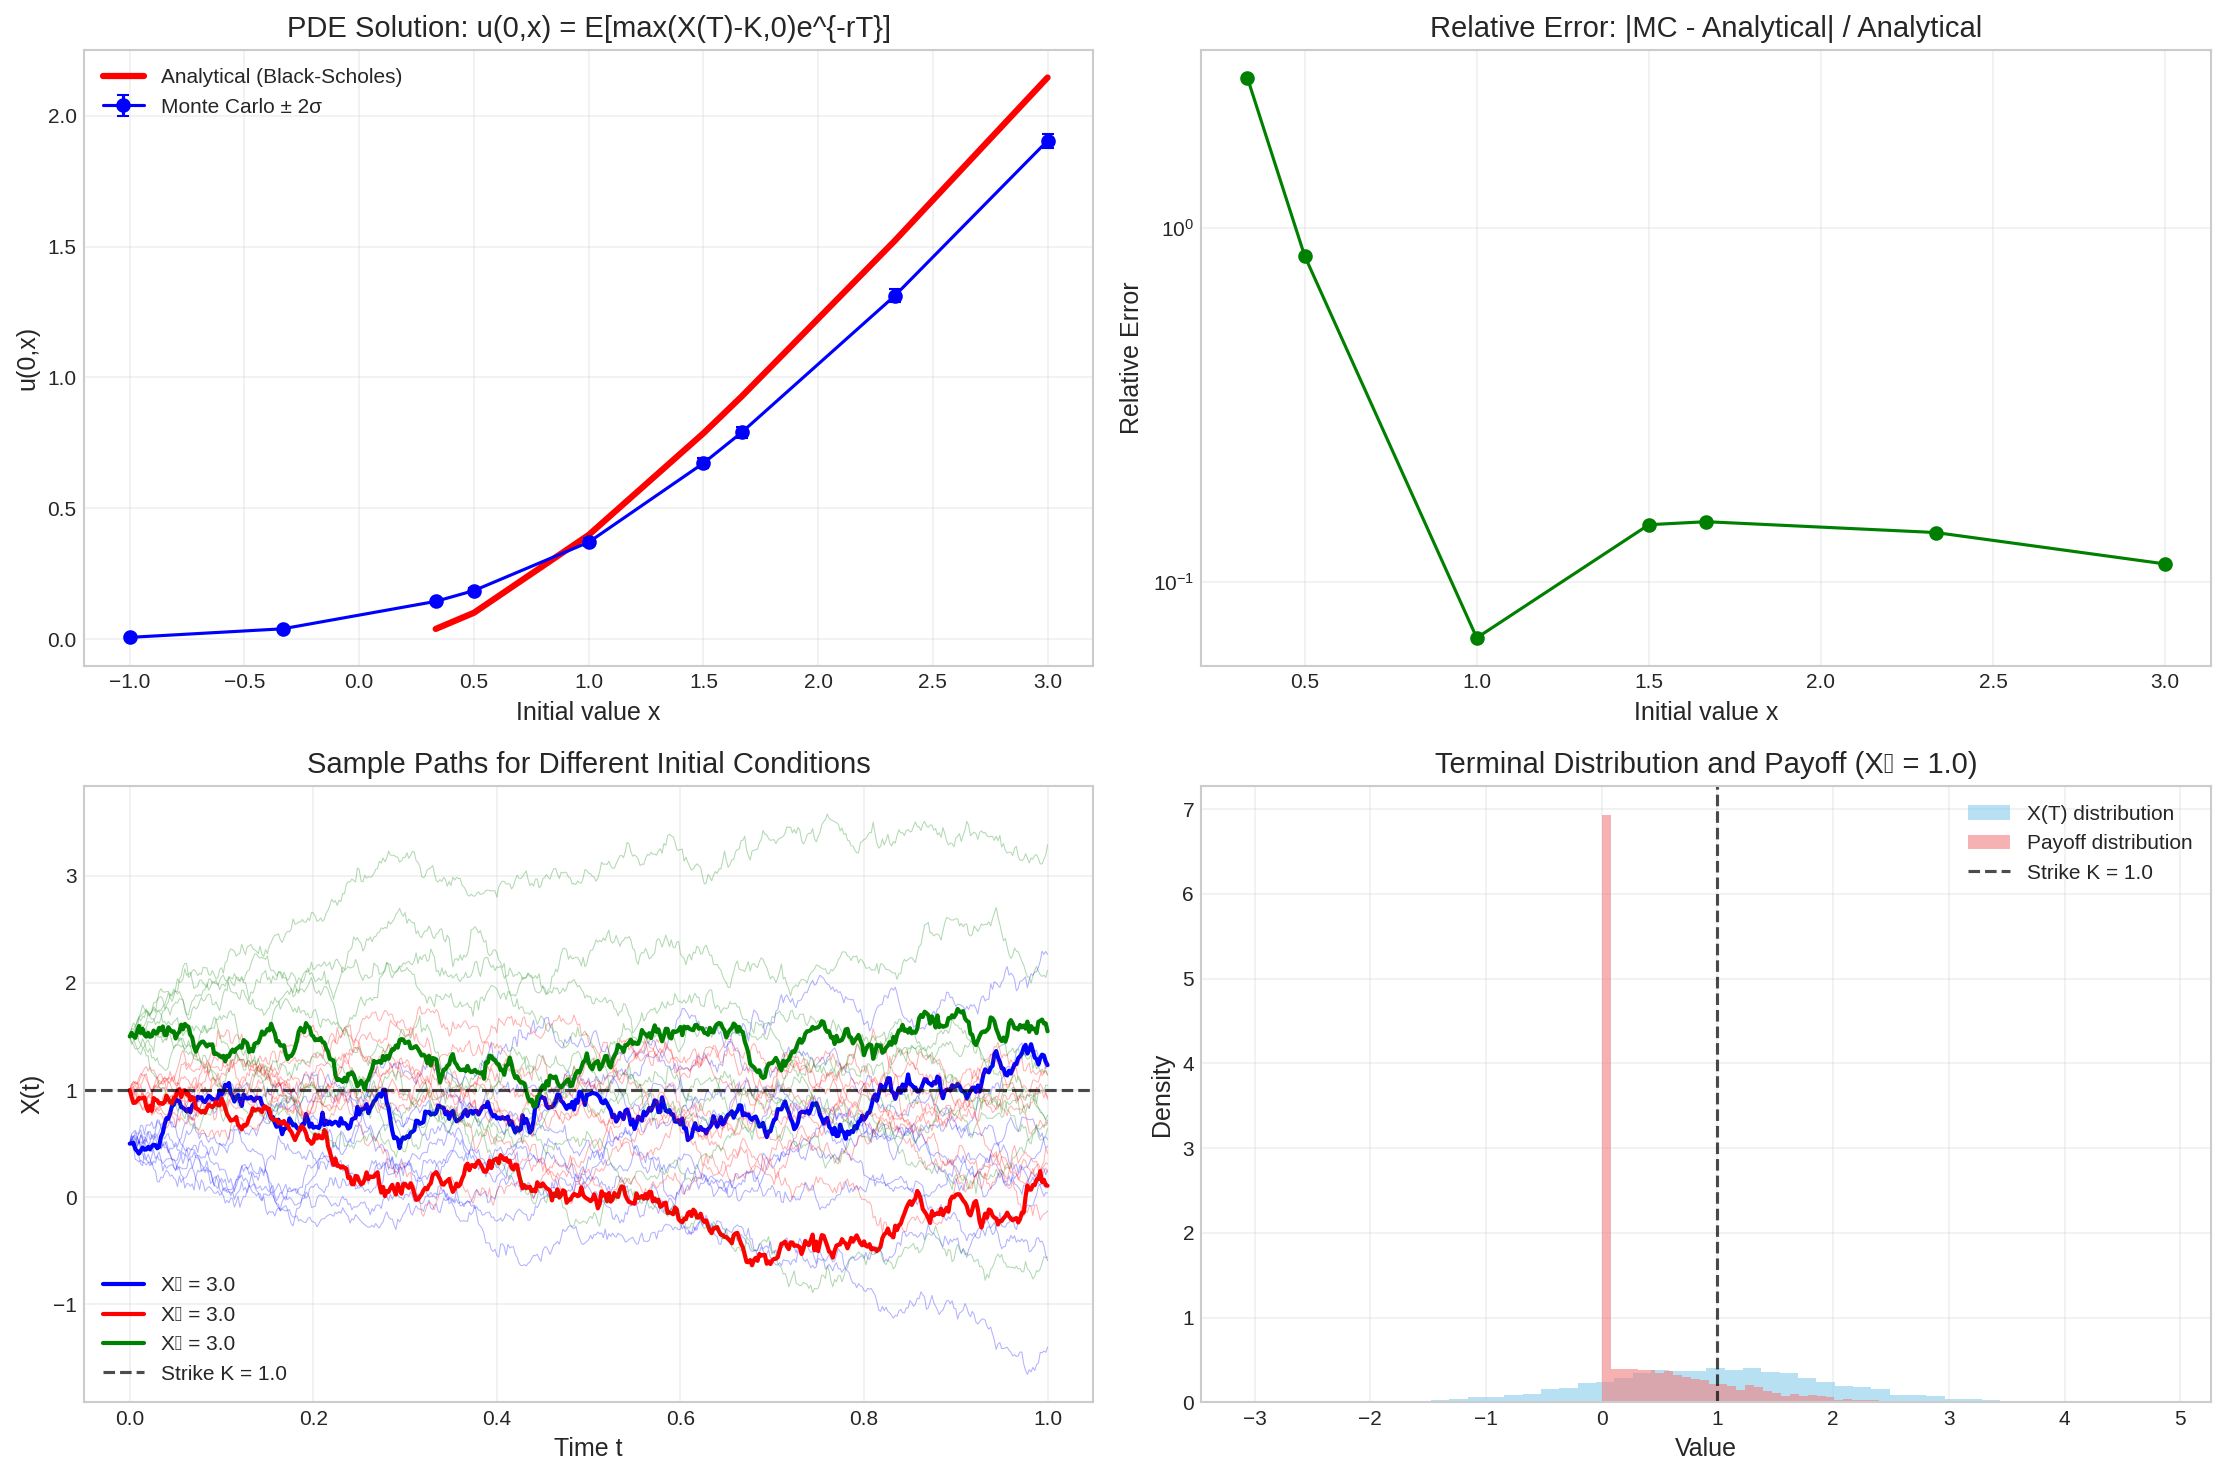 PDE Solution: u(0,x) = E[max(X(T)-K,0)e^{-rT}]
Analytical (Black-Scholes)
Monte Carlo ± 2σ
u(0,x)
2.0
1.5
1.0
0.5
0.0
−1.0 −0.5 0.0 0.5 1.0 1.5 2.0 2.5 3.0
Initial value x
Relative Error: |MC - Analytical| / Analytical
Relative Error
10⁰
10⁻¹
0.5 1.0 1.5 2.0 2.5 3.0
Initial value x
Sample Paths for Different Initial Conditions
X(t)
3
2
1
0
−1
X▯ = 3.0
X▯ = 3.0
X▯ = 3.0
Strike K = 1.0
0.0 0.2 0.4 0.6 0.8 1.0
Time t
Terminal Distribution and Payoff (X▯ = 1.0)
X(T) distribution
Payoff distribution
Strike K = 1.0
Density
7
6
5
4
3
2
1
0
−3 −2 −1 0 1 2 3 4 5
Value